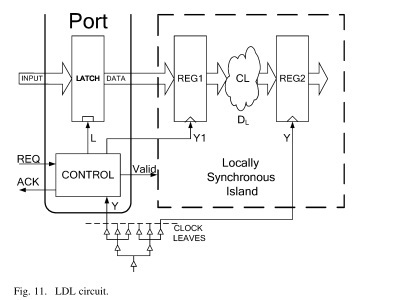 Port
INPUT
LATCH
DATA
REG1
CL
REG2
D_L
L
Y1
Y
REQ
ACK
CONTROL
Valid
Locally
Synchronous
Island
Y
CLOCK
LEAVES
Fig. 11. LDL circuit.